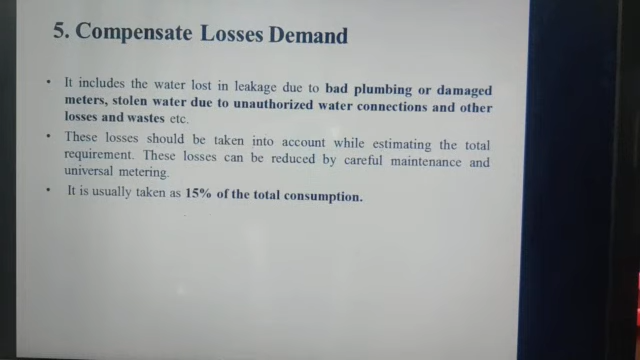 5. Compensate Losses Demand
• It includes the water lost in leakage due to bad plumbing or damaged
meters, stolen water due to unauthorized water connections and other
losses and wastes etc.
• These losses should be taken into account while estimating the total
requirement. These losses can be reduced by careful maintenance and
universal metering.
• It is usually taken as 15% of the total consumption.